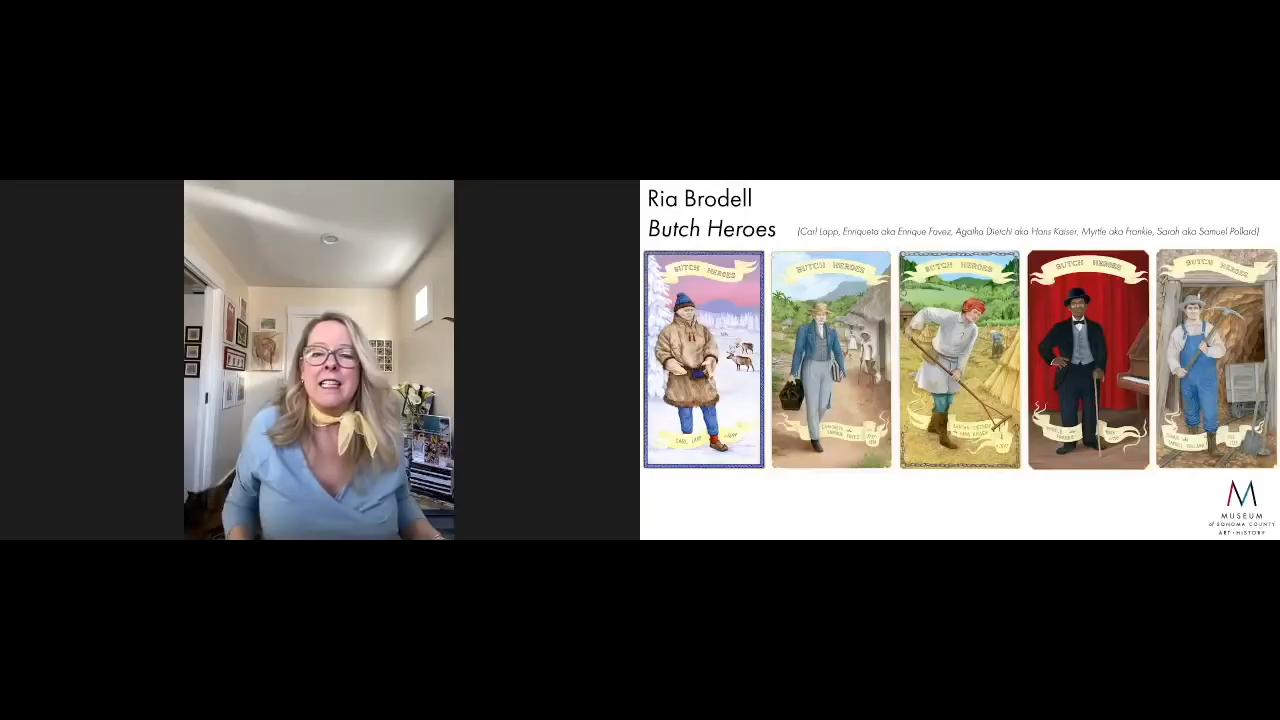 Ria Brodell
Butch Heroes
(Carl Lapp, Enriqueta aka Enrique Favez, Agatha Dietchi aka Hans Kaiser, Myrtle aka Frankie, Sarah aka Samuel Pollard)
BUTCH HEROES
BUTCH HEROES
BUTCH HEROES
BUTCH HEROES
BUTCH HEROES
CARL LAPP
M
MUSEUM
of SONOMA COUNTY
ART + HISTORY